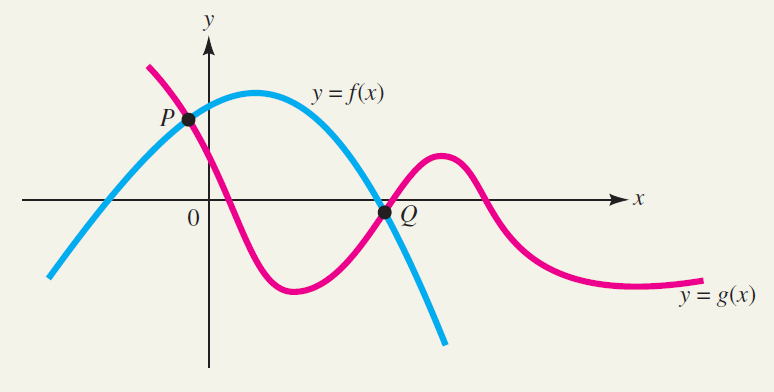 y
y = f(x)
P
x
0
Q
y = g(x)